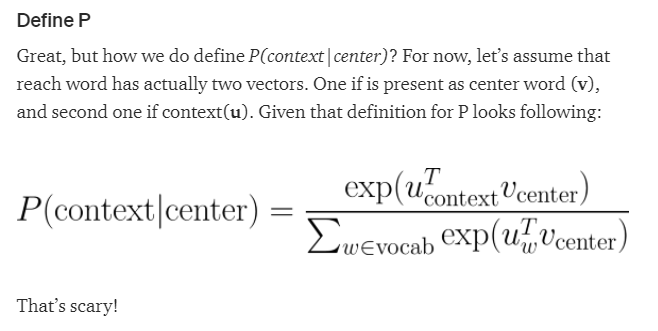 Define P
Great, but how we do define P(context|center)? For now, let's assume that
reach word has actually two vectors. One if is present as center word (v),
and second one if context(u). Given that definition for P looks following:
P(context|center) = exp(u^T_context v_center) / ∑_{w∈vocab} exp(u^T_w v_center)
That's scary!